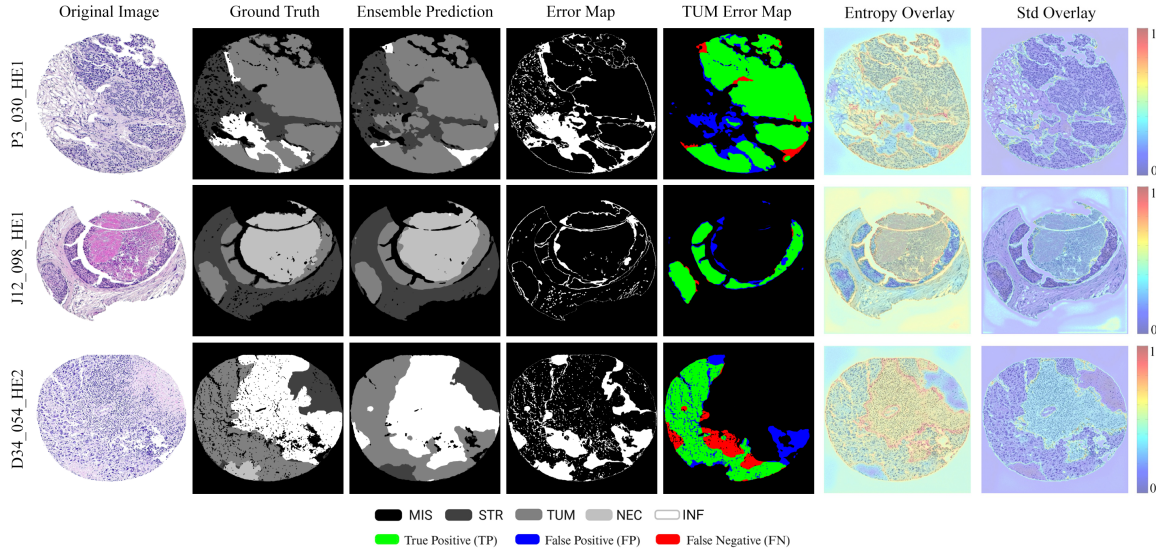 Original Image Ground Truth Ensemble Prediction Error Map TUM Error Map Entropy Overlay Std Overlay
P3_030_HE1
1
0
J12_098_HE1
1
0
D34_054_HE2
1
0
MIS STR TUM NEC INF
True Positive (TP) False Positive (FP) False Negative (FN)